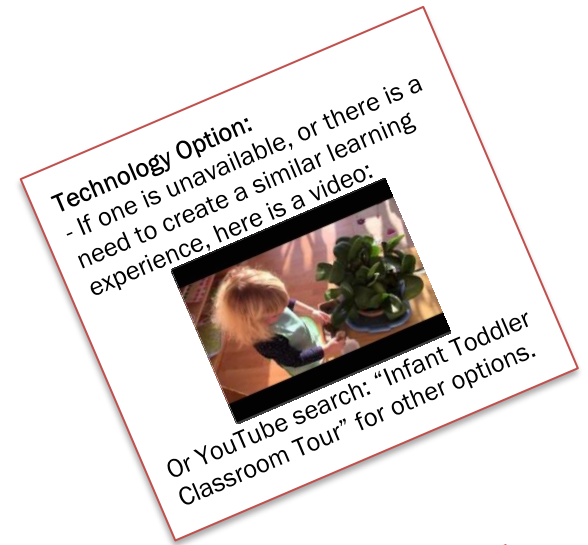 Technology Option:
- If one is unavailable, or there is a
need to create a similar learning
experience, here is a video:
Or YouTube search: “Infant Toddler
Classroom Tour” for other options.